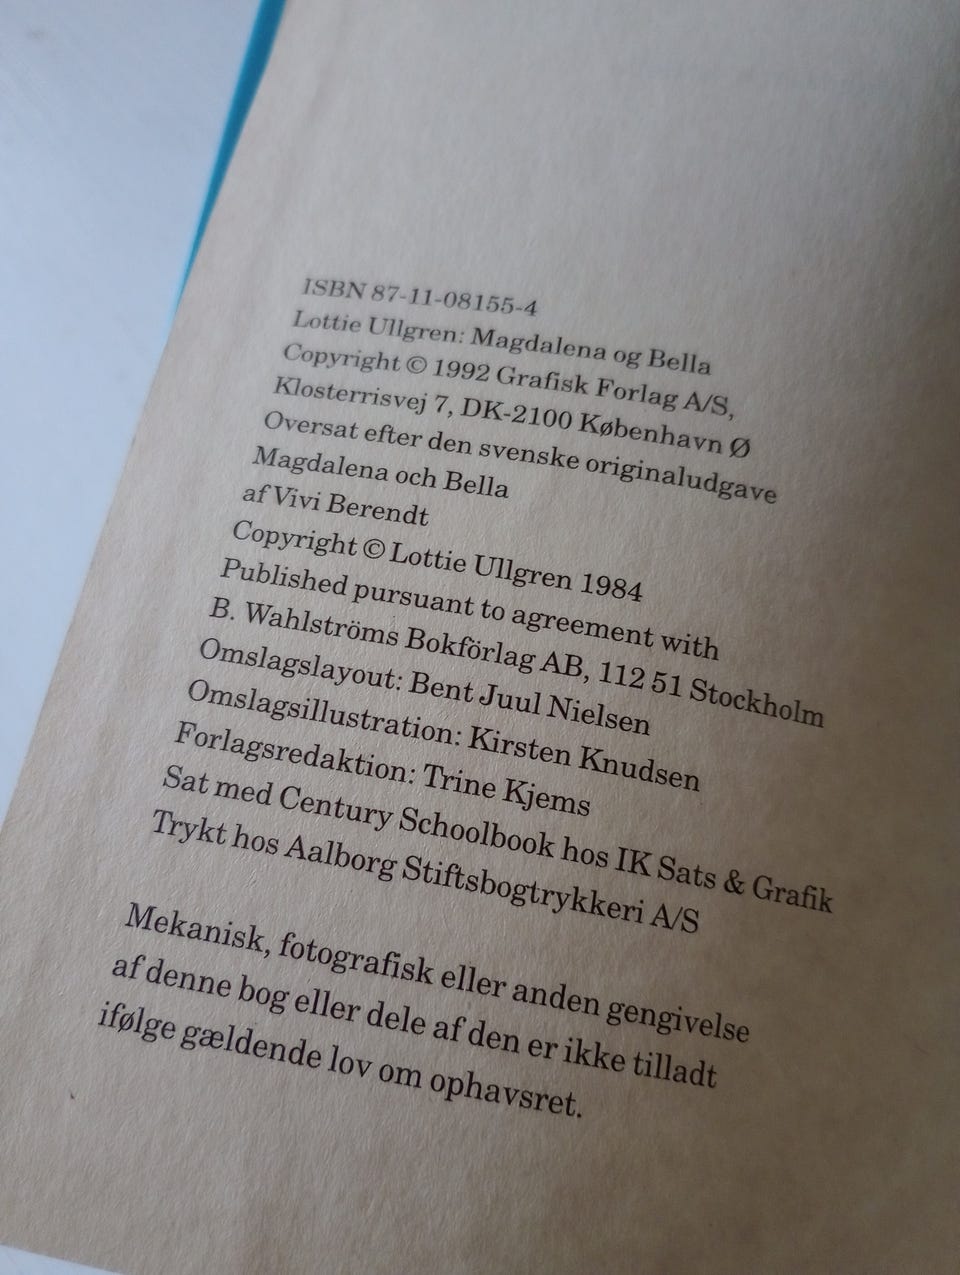 ISBN 87-11-08155-4
Lottie Ullgren: Magdalena og Bella
Copyright © 1992 Grafisk Forlag A/S,
Klosterrisvej 7, DK-2100 København Ø
Oversat efter den svenske originaludgave
Magdalena och Bella
af Vivi Berendt
Copyright © Lottie Ullgren 1984
Published pursuant to agreement with
B. Wahlströms Bokförlag AB, 112 51 Stockholm
Omslagslayout: Bent Juul Nielsen
Omslagsillustration: Kirsten Knudsen
Forlagsredaktion: Trine Kjems
Sat med Century Schoolbook hos IK Sats & Grafik
Trykt hos Aalborg Stiftsbogtrykkeri A/S
Mekanisk, fotografisk eller anden gengivelse
af denne bog eller dele af den er ikke tilladt
ifølge gældende lov om ophavsret.